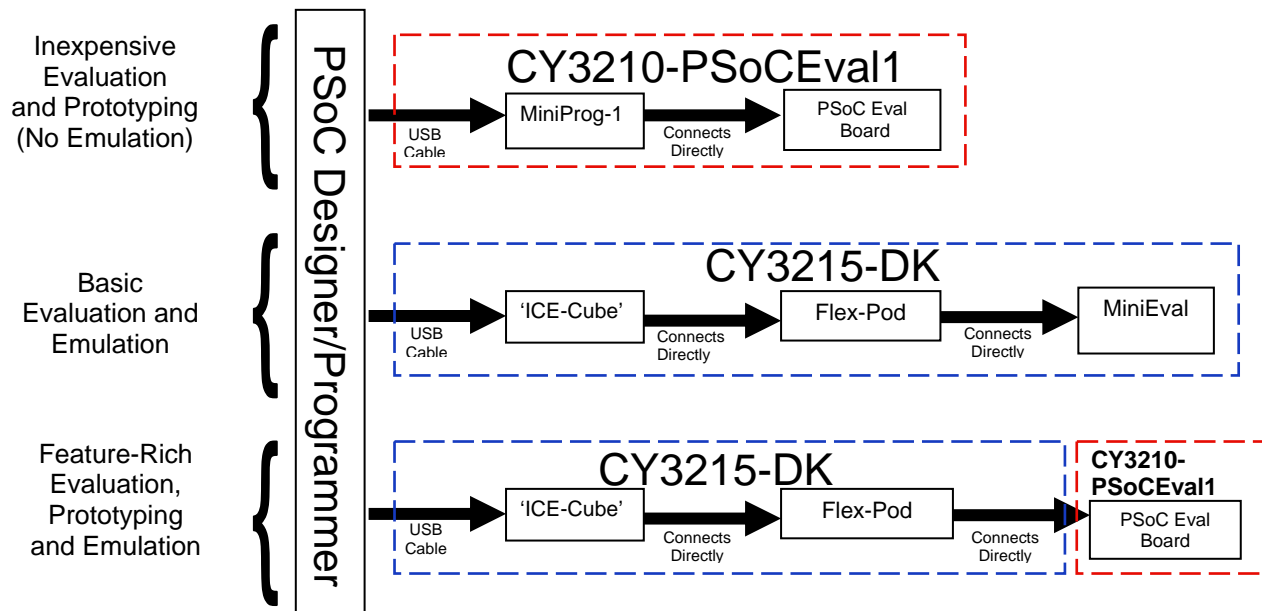 Inexpensive
Evaluation
and Prototyping
(No Emulation)
PSoC Designer/Programmer
CY3210-PSoCEval1
MiniProg-1
PSoC Eval
Board
USB
Cable
Connects
Directly
Basic
Evaluation and
Emulation
CY3215-DK
'ICE-Cube'
Flex-Pod
MiniEval
USB
Cable
Connects
Directly
Connects
Directly
Feature-Rich
Evaluation,
Prototyping
and Emulation
CY3215-DK
'ICE-Cube'
Flex-Pod
USB
Cable
Connects
Directly
Connects
Directly
CY3210-
PSoCEval1
PSoC Eval
Board